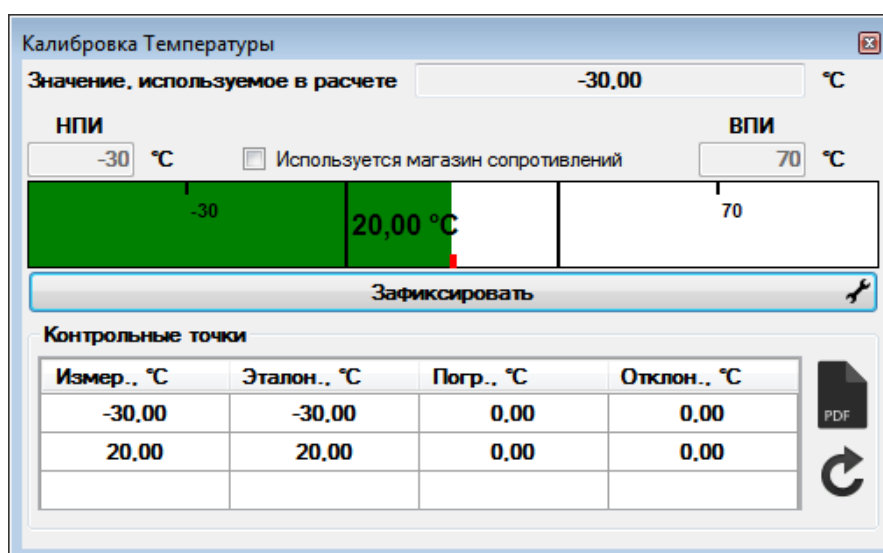 Калибровка Температуры
Значение, используемое в расчете -30,00 °C
НПИ ВПИ
-30 °C Используется магазин сопротивлений 70 °C
-30 20,00 °C 70
Зафиксировать
Контрольные точки
Измер., °C Эталон., °C Погр., °C Отклон., °C
-30,00 -30,00 0,00 0,00
20,00 20,00 0,00 0,00
PDF